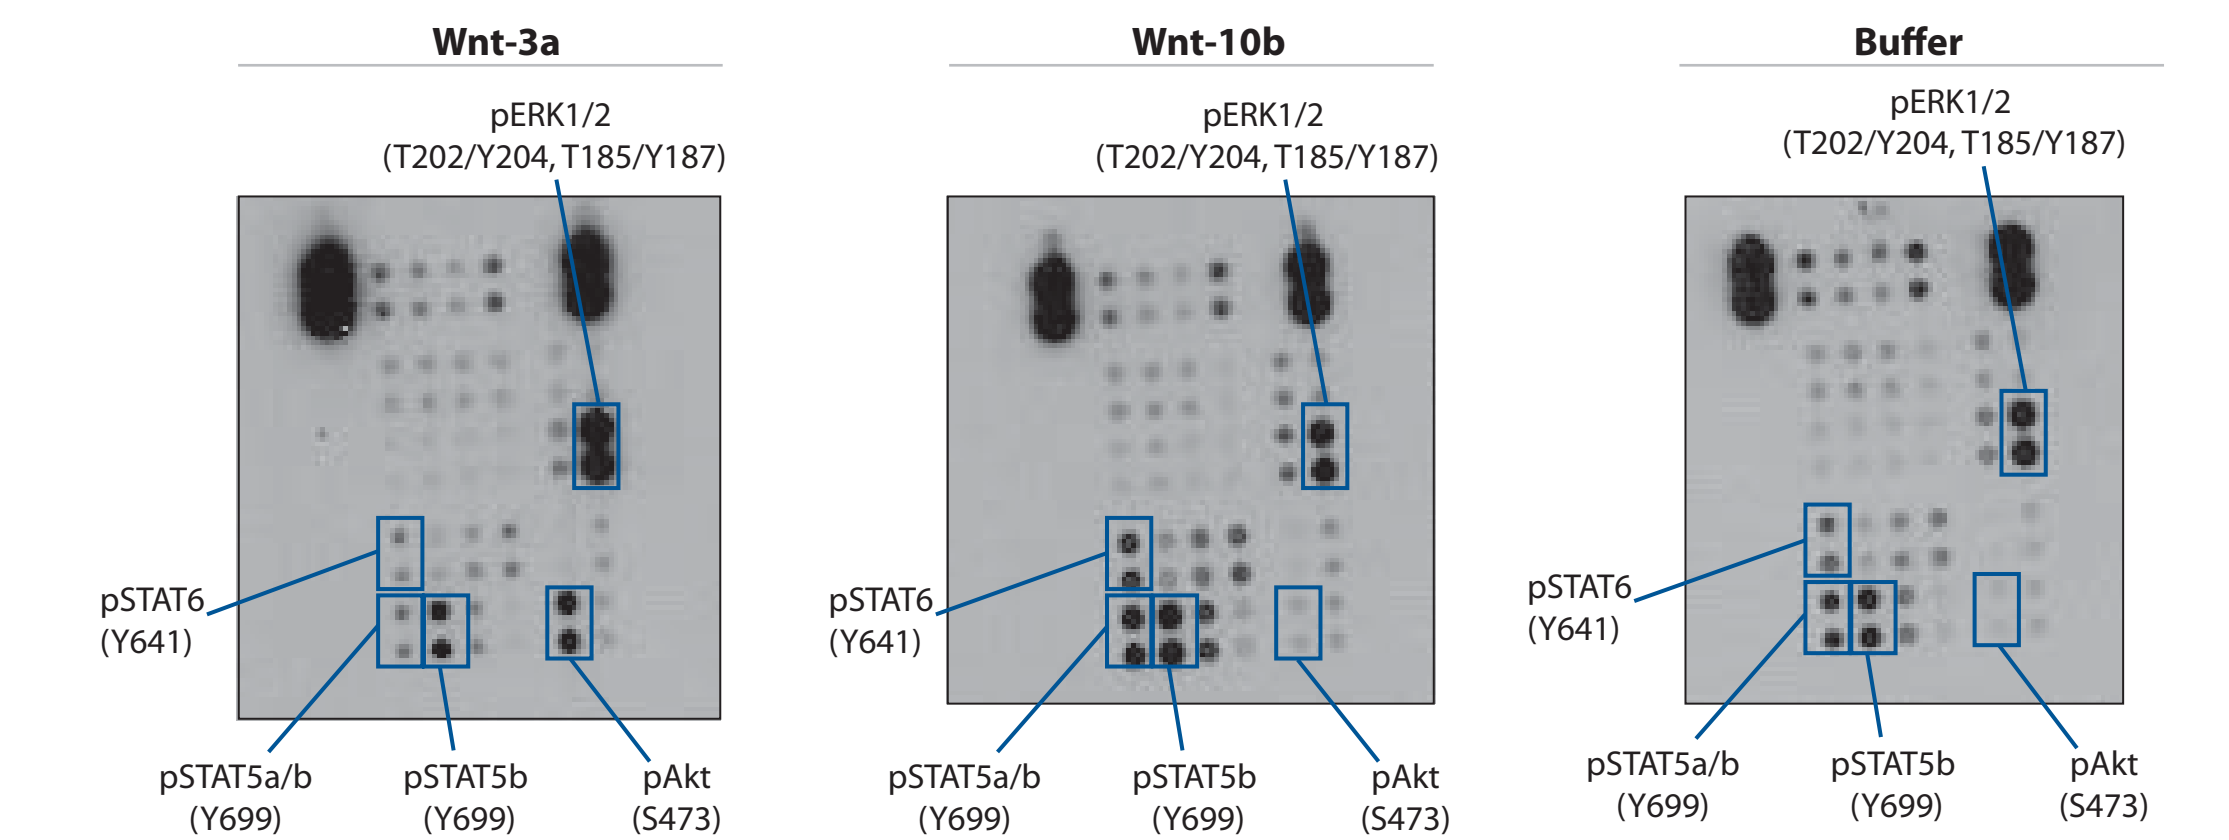 Wnt-3a
pERK1/2
(T202/Y204, T185/Y187)
pSTAT6
(Y641)
pSTAT5a/b
(Y699)
pSTAT5b
(Y699)
pAkt
(S473)
Wnt-10b
pERK1/2
(T202/Y204, T185/Y187)
pSTAT6
(Y641)
pSTAT5a/b
(Y699)
pSTAT5b
(Y699)
pAkt
(S473)
Buffer
pERK1/2
(T202/Y204, T185/Y187)
pSTAT6
(Y641)
pSTAT5a/b
(Y699)
pSTAT5b
(Y699)
pAkt
(S473)